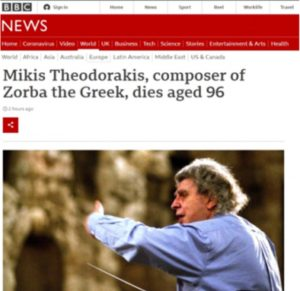 BBC Sign in Home News Sport Reel Worklife Travel
NEWS
Home Coronavirus Video World UK Business Tech Science Stories Entertainment & Arts Health
World Africa Asia Australia Europe Latin America Middle East US & Canada
Mikis Theodorakis, composer of
Zorba the Greek, dies aged 96
2 hours ago